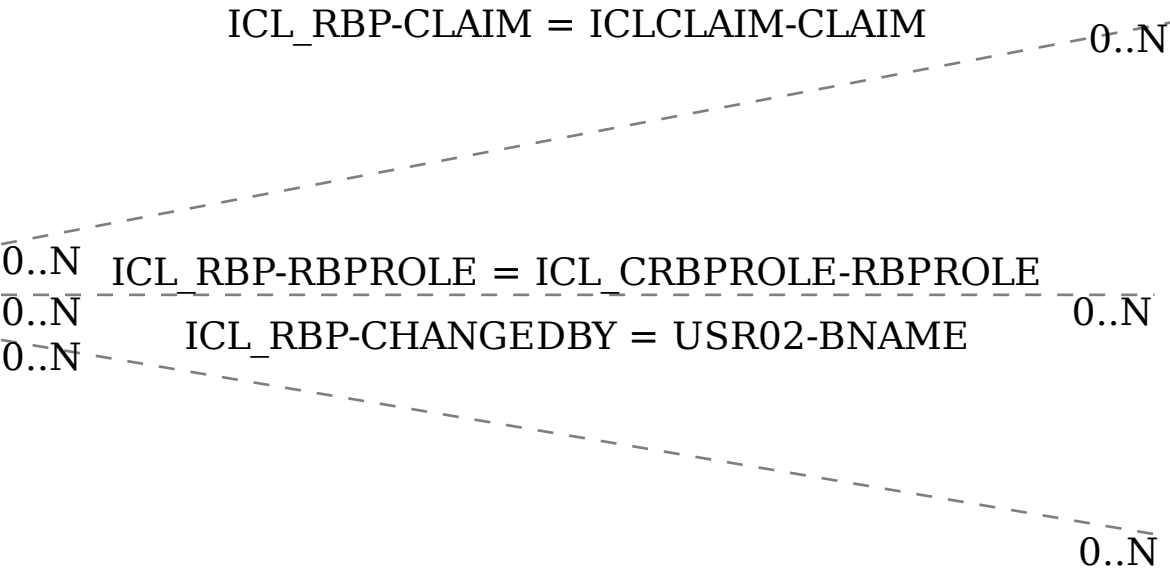 ICL_RBP-CLAIM = ICLCLAIM-CLAIM
0..N
0..N
ICL_RBP-RBPROLE = ICL_CRBPROLE-RBPROLE
0..N
0..N
ICL_RBP-CHANGEDBY = USR02-BNAME
0..N
0..N